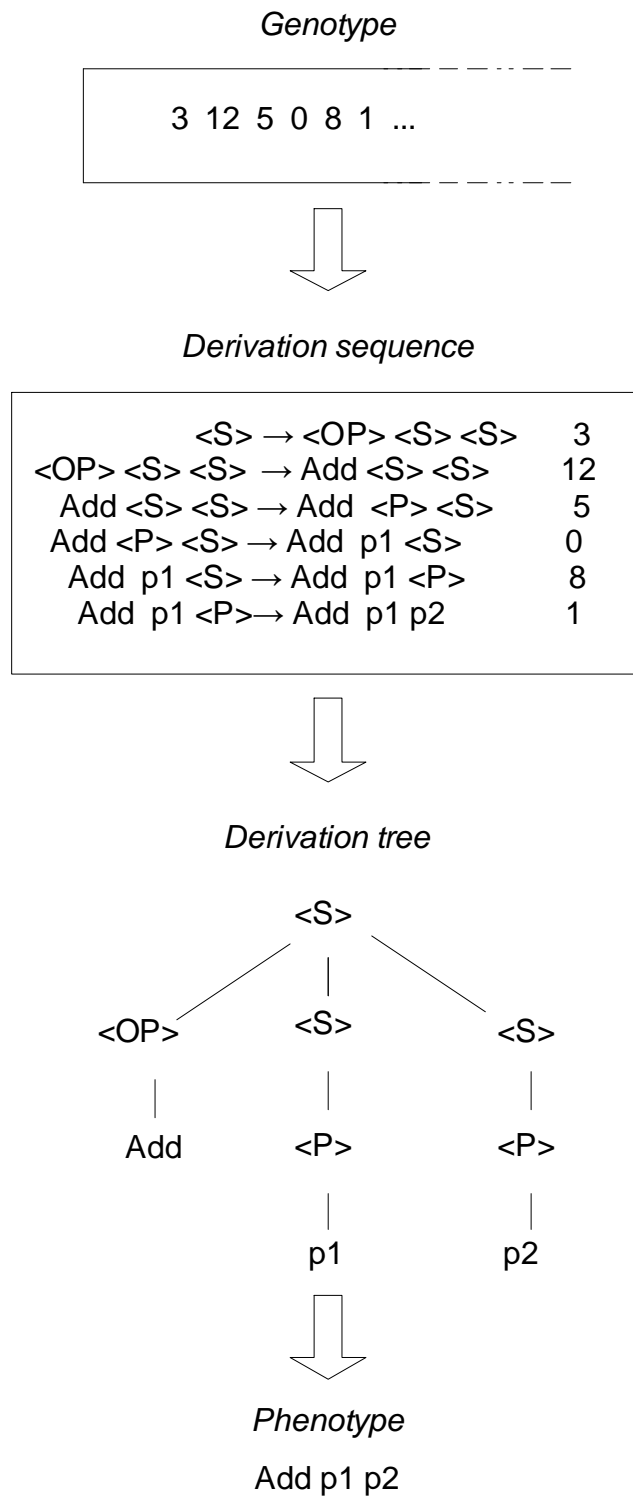 Genotype
3 12 5 0 8 1 ...
Derivation sequence
<S> → <OP> <S> <S> 3
<OP> <S> <S> → Add <S> <S> 12
Add <S> <S> → Add <P> <S> 5
Add <P> <S> → Add p1 <S> 0
Add p1 <S> → Add p1 <P> 8
Add p1 <P>→ Add p1 p2 1
Derivation tree
<S>
<OP> <S> <S>
Add <P> <P>
p1 p2
Phenotype
Add p1 p2